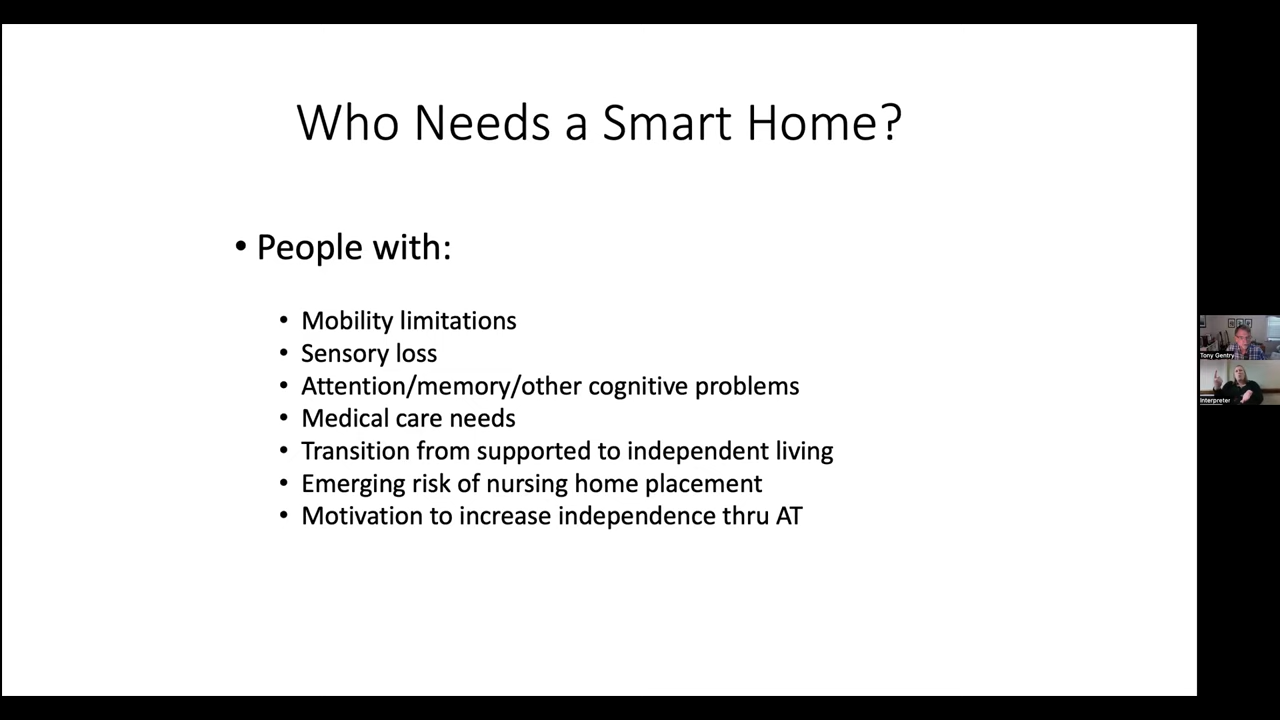 Who Needs a Smart Home?
• People with:
• Mobility limitations
• Sensory loss
• Attention/memory/other cognitive problems
• Medical care needs
• Transition from supported to independent living
• Emerging risk of nursing home placement
• Motivation to increase independence thru AT
Tony Gentry
Interpreter